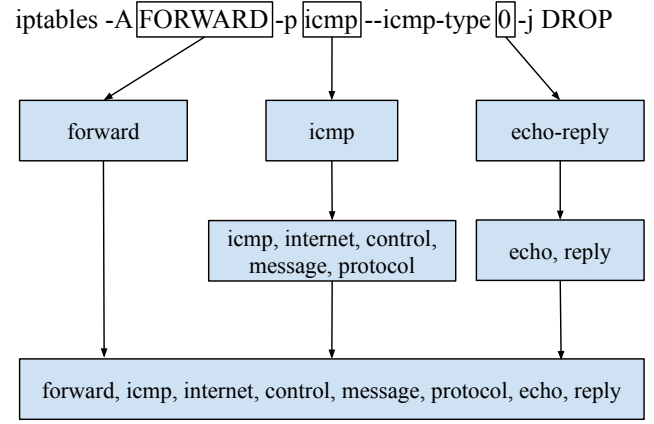 iptables -A FORWARD -p icmp --icmp-type 0 -j DROP
forward
icmp
echo-reply
icmp, internet, control,
message, protocol
echo, reply
forward, icmp, internet, control, message, protocol, echo, reply